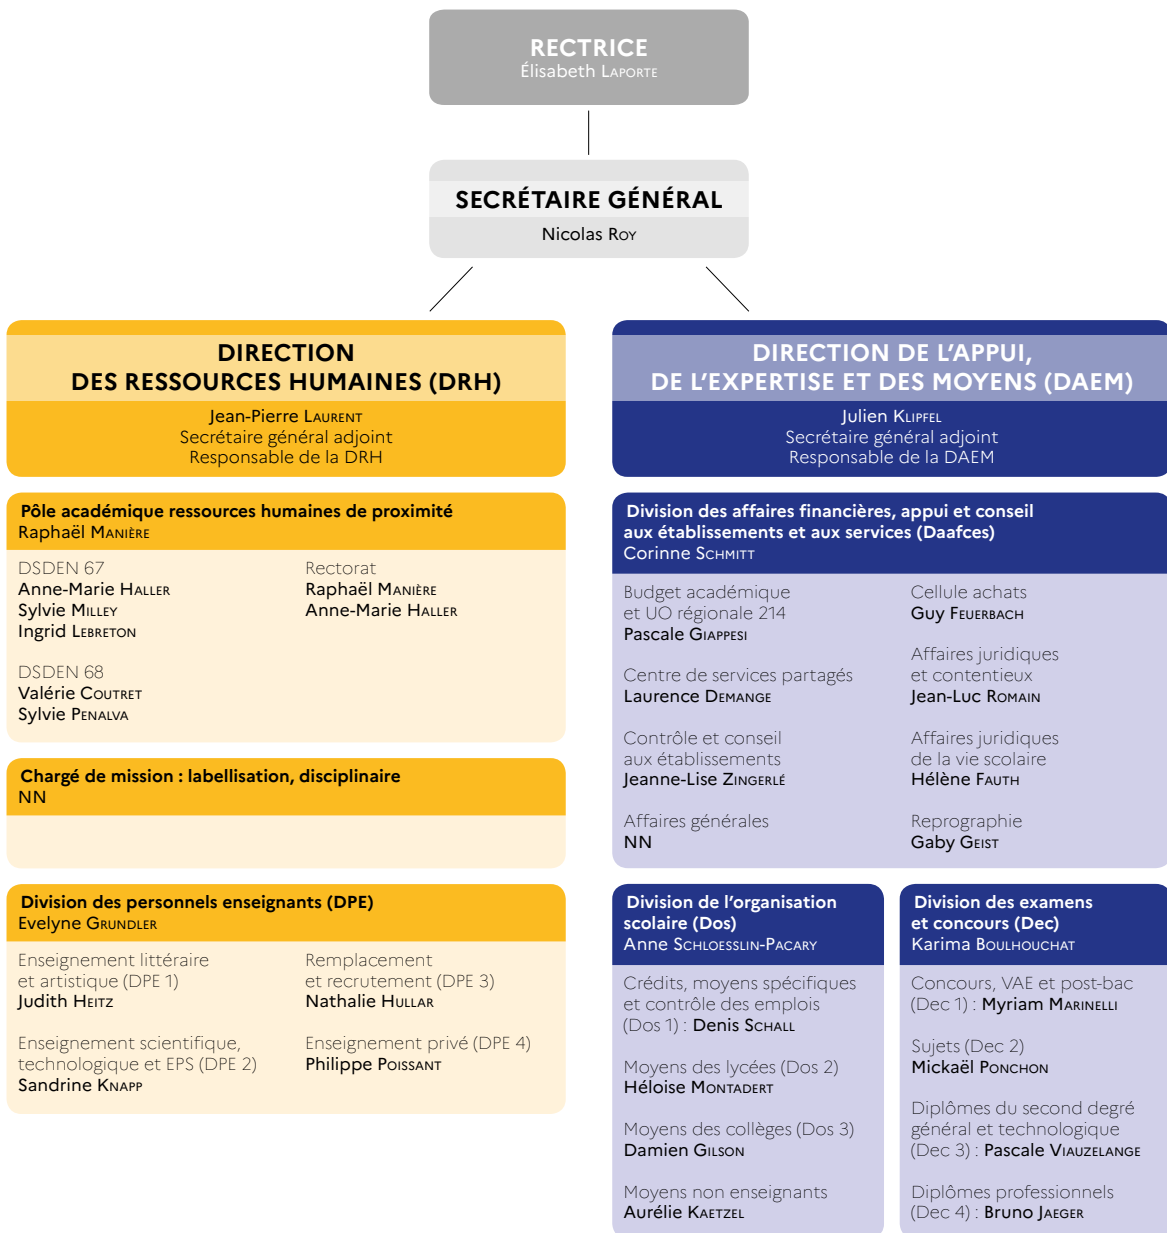 RECTRICE
Élisabeth Laporte
SECRÉTAIRE GÉNÉRAL
Nicolas Roy
DIRECTION
DES RESSOURCES HUMAINES (DRH)
Jean-Pierre Laurent
Secrétaire général adjoint
Responsable de la DRH
Pôle académique ressources humaines de proximité
Raphaël Manière
DSDEN 67
Anne-Marie Haller
Sylvie Milley
Ingrid Lebreton
DSDEN 68
Valérie Coutret
Sylvie Penalva
Rectorat
Raphaël Manière
Anne-Marie Haller
Chargé de mission : labellisation, disciplinaire
NN
Division des personnels enseignants (DPE)
Evelyne Grundler
Enseignement littéraire
et artistique (DPE 1)
Judith Heitz
Enseignement scientifique,
technologique et EPS (DPE 2)
Sandrine Knapp
Remplacement
et recrutement (DPE 3)
Nathalie Hullar
Enseignement privé (DPE 4)
Philippe Poissant
DIRECTION DE L'APPUI,
DE L'EXPERTISE ET DES MOYENS (DAEM)
Julien Klipfel
Secrétaire général adjoint
Responsable de la DAEM
Division des affaires financières, appui et conseil
aux établissements et aux services (Daafces)
Corinne Schmitt
Budget académique
et UO régionale 214
Pascale Giappesi
Centre de services partagés
Laurence Demange
Contrôle et conseil
aux établissements
Jeanne-Lise Zingerlé
Affaires générales
NN
Cellule achats
Guy Feuerbach
Affaires juridiques
et contentieux
Jean-Luc Romain
Affaires juridiques
de la vie scolaire
Hélène Fauth
Reprographie
Gaby Geist
Division de l'organisation
scolaire (Dos)
Anne Schloesslin-Pacary
Crédits, moyens spécifiques
et contrôle des emplois
(Dos 1) : Denis Schall
Moyens des lycées (Dos 2)
Héloise Montadert
Moyens des collèges (Dos 3)
Damien Gilson
Moyens non enseignants
Aurélie Kaetzel
Division des examens
et concours (Dec)
Karima Boulhouchat
Concours, VAE et post-bac
(Dec 1) : Myriam Marinelli
Sujets (Dec 2)
Mickaël Ponchon
Diplômes du second degré
général et technologique
(Dec 3) : Pascale Viauzelange
Diplômes professionnels
(Dec 4) : Bruno Jaeger